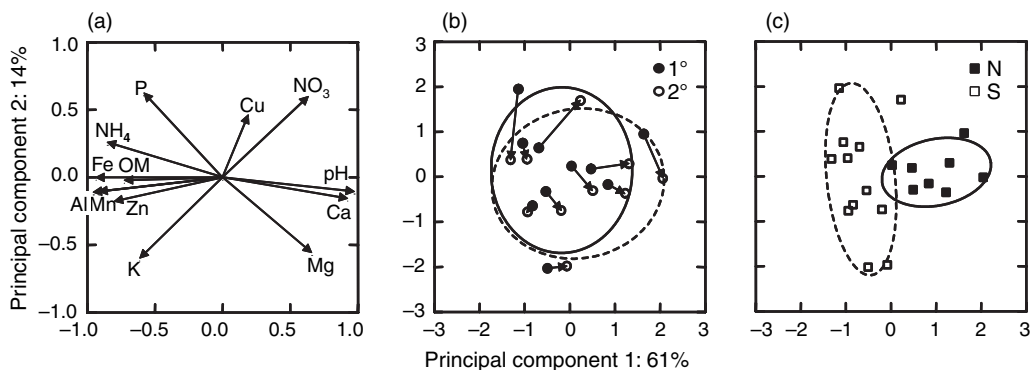 (a)
(b)
(c)
Principal component 2: 14%
1.0
0.5
0.0
−0.5
−1.0
−1.0
−0.5
0.0
0.5
1.0
P
NO3
Cu
NH4
Fe OM
pH
Al Mn Zn
Ca
K
Mg
3
2
1
0
−1
−2
−3
−3
−2
−1
0
1
2
3
1°
2°
Principal component 1: 61%
N
S
−3
−2
−1
0
1
2
3